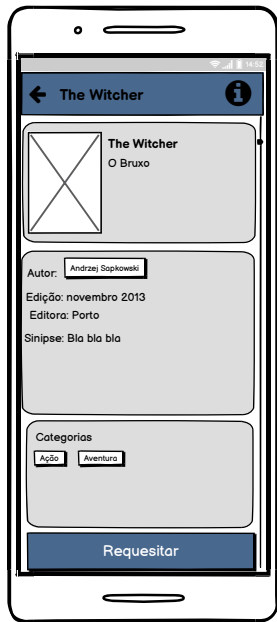 14:52
The Witcher
The Witcher
O Bruxo
Autor: Andrzej Sapkowski
Edição: novembro 2013
Editora: Porto
Sinipse: Bla bla bla
Categorias
Ação Aventura
Requesitar